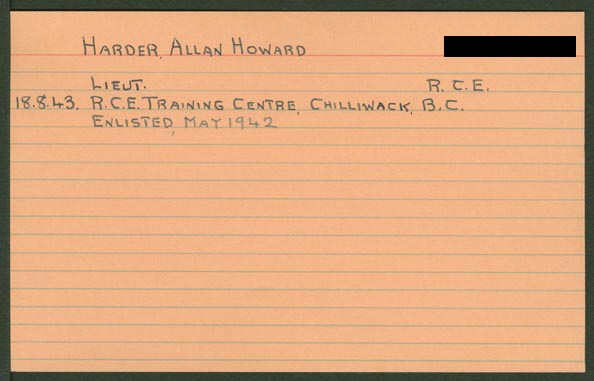 HARDER, ALLAN HOWARD
LIEUT. R.C.E.
18.8.43. R.C.E. TRAINING CENTRE, CHILLIWACK, B.C.
ENLISTED, MAY 1942